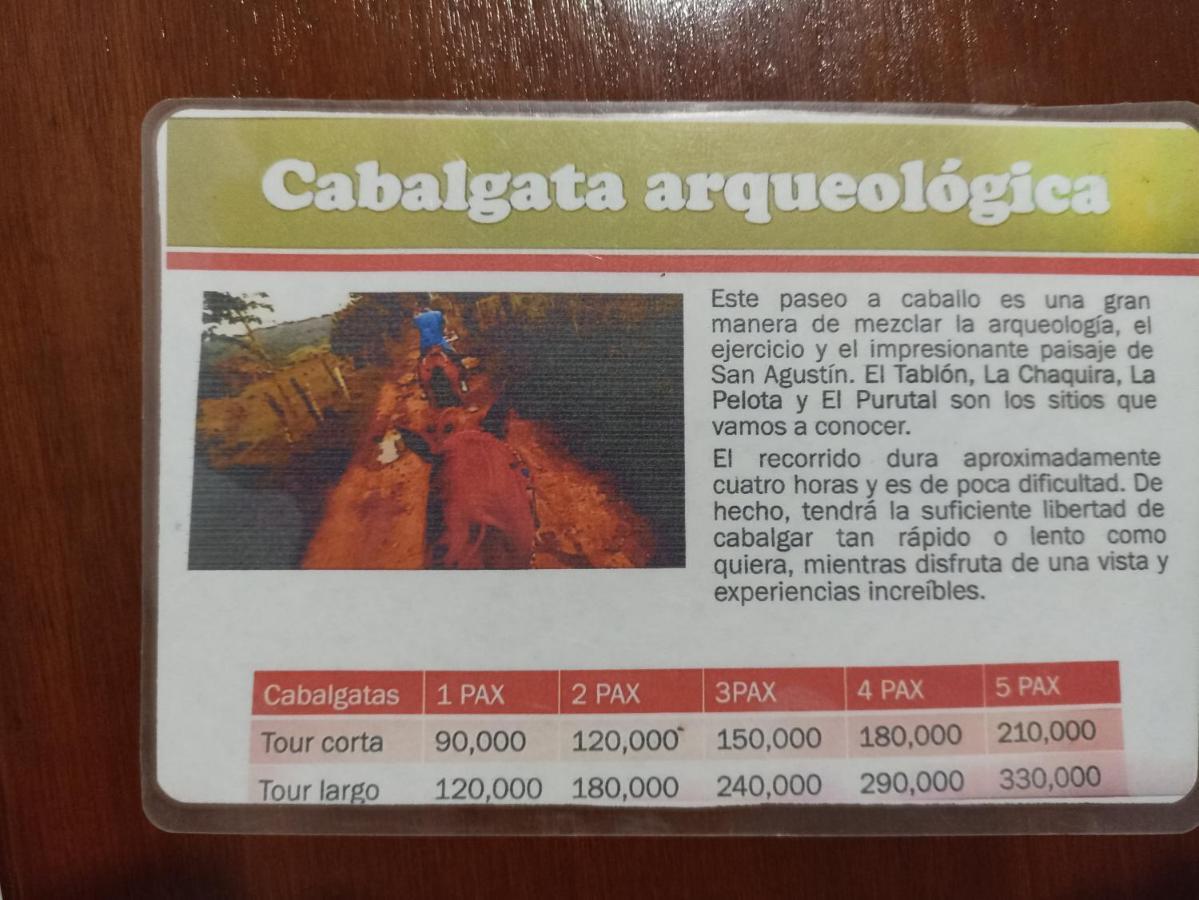 Cabalgata arqueológica
Este paseo a caballo es una gran
manera de mezclar la arqueología, el
ejercicio y el impresionante paisaje de
San Agustín. El Tablón, La Chaquira, La
Pelota y El Purutal son los sitios que
vamos a conocer.
El recorrido dura aproximadamente
cuatro horas y es de poca dificultad. De
hecho, tendrá la suficiente libertad de
cabalgar tan rápido o lento como
quiera, mientras disfruta de una vista y
experiencias increíbles.
Cabalgatas 1 PAX 2 PAX 3PAX 4 PAX 5 PAX
Tour corta 90,000 120,000 150,000 180,000 210,000
Tour largo 120,000 180,000 240,000 290,000 330,000